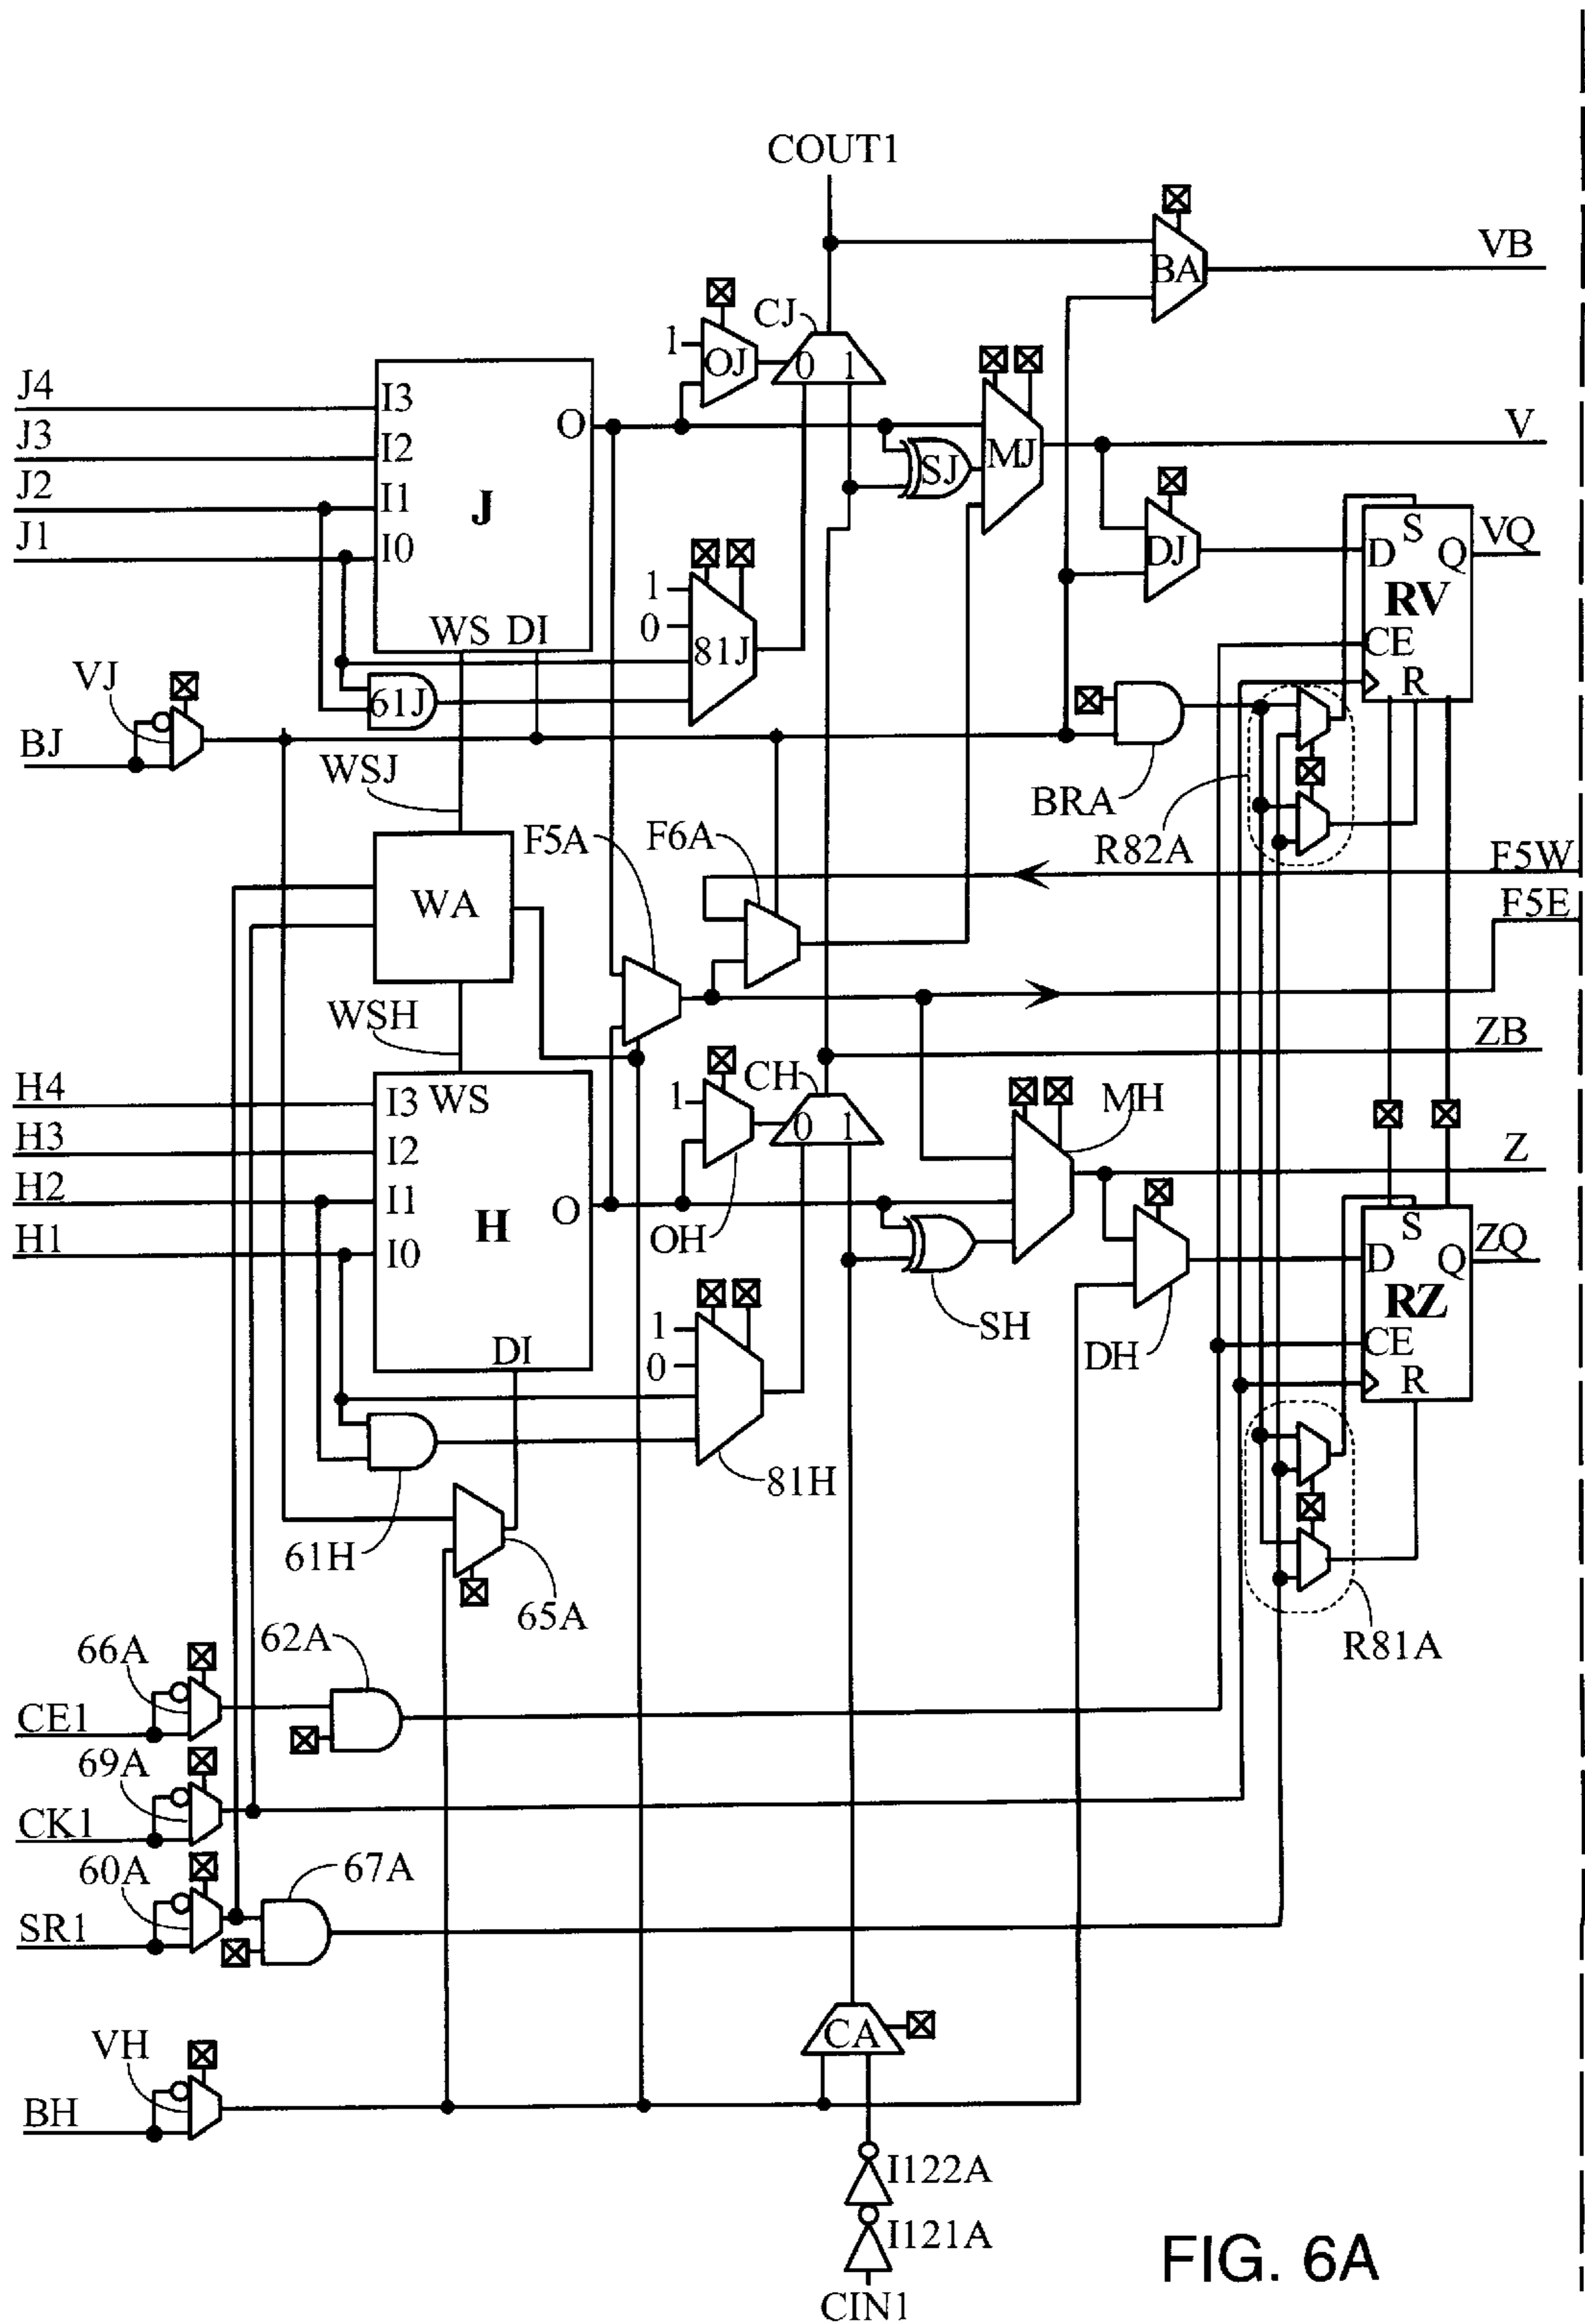 COUT1
VB
BA
CJ
1
OJ
0 1
J4
I3
O
MJ
V
J3
I2
SJ
J2
I1
J
DJ
S
VQ
J1
I0
D
Q
1
RV
0
WS DI
81J
CE
VJ
61J
R
BJ
WSJ
BRA
R82A
F5A
F6A
F5W
WA
F5E
WSH
ZB
CH
MH
H4
I3 WS
1
0 1
H3
I2
Z
H2
I1
O
S
H
OH
ZQ
H1
I0
D
Q
RZ
1
SH
0
DI
DH
CE
R
81H
61H
65A
66A
62A
R81A
CE1
69A
CK1
60A
67A
SR1
VH
CA
BH
I122A
I121A
FIG. 6A
CIN1